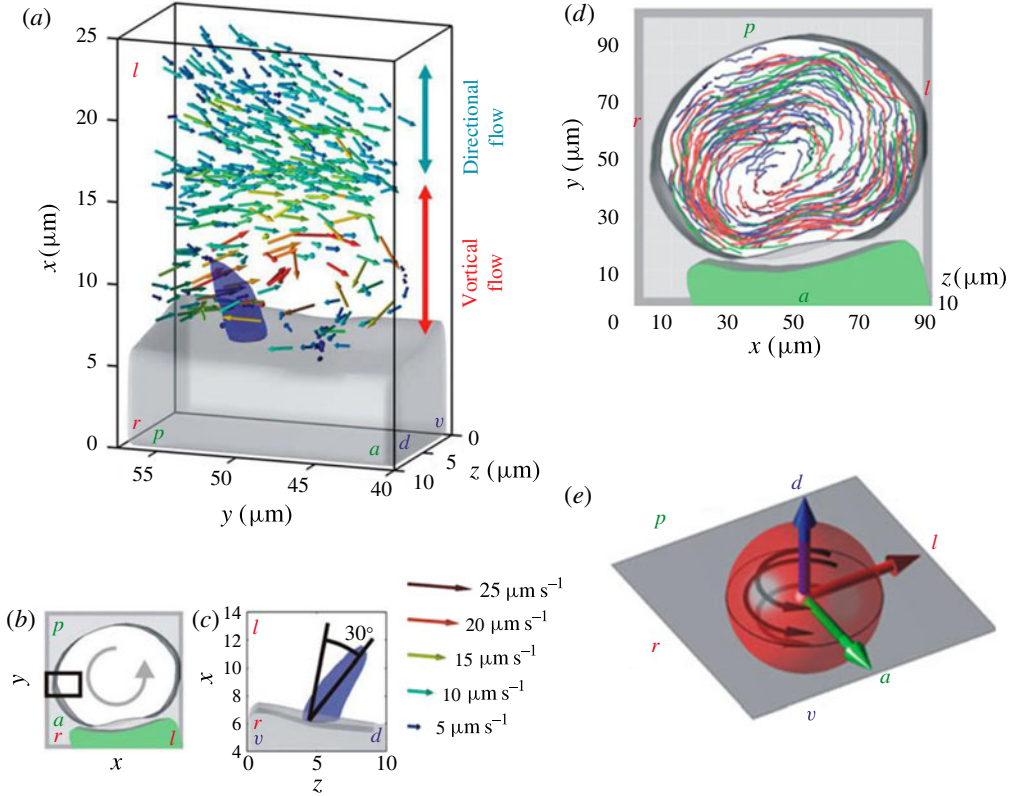 (a)
25
20
15
10
5
0
x (μm)
l
Directional
flow
Vortical
flow
r
p
a
d
v
0
5
10
z (μm)
55
50
45
40
y (μm)
(b)
p
a
r
l
y
x
(c)
14
12
10
8
6
4
x
l
30°
r
v
d
0
5
10
z
25 μm s⁻¹
20 μm s⁻¹
15 μm s⁻¹
10 μm s⁻¹
5 μm s⁻¹
(d)
90
70
50
30
10
0
y (μm)
p
r
l
a
z (μm)
10
10
30
50
70
90
x (μm)
(e)
d
p
l
r
a
v